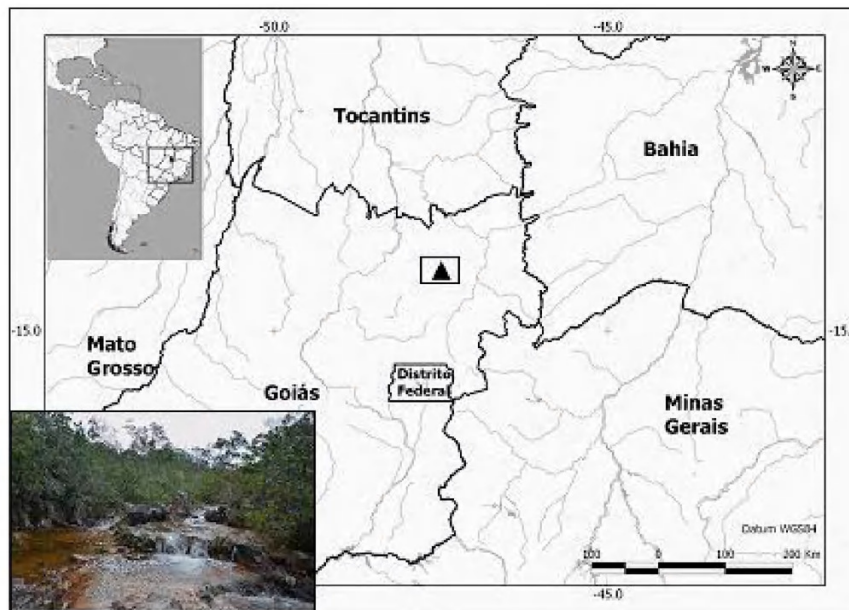 -50.0
-45.0
N
W
E
S
Tocantins
Bahia
-15.0
-15.
Mato
Grosso
Goiás
Distrito
Federal
Minas
Gerais
Datum WGS84
100 0 100 200 Km
-45.0